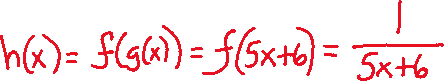 h(x) = f(g(x)) = f(5x+6) = 1/(5x+6)